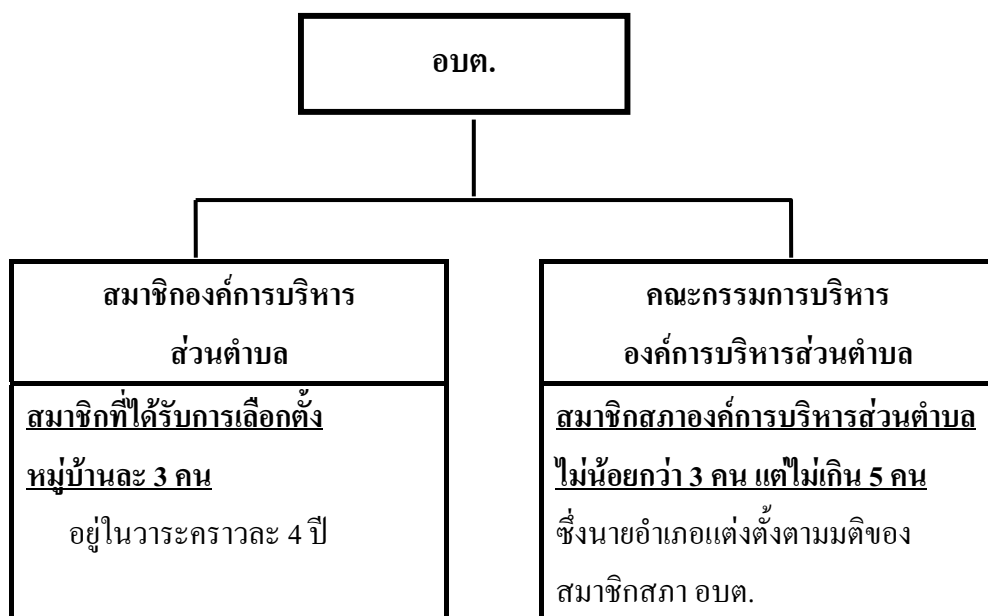 อบต.
สมาชิกองค์การบริหาร
ส่วนตำบล
สมาชิกที่ได้รับการเลือกตั้ง
หมู่บ้านละ 3 คน
อยู่ในวาระคราวละ 4 ปี
คณะกรรมการบริหาร
องค์การบริหารส่วนตำบล
สมาชิกสภาองค์การบริหารส่วนตำบล
ไม่น้อยกว่า 3 คน แต่ไม่เกิน 5 คน
ซึ่งนายอำเภอแต่งตั้งตามมติของ
สมาชิกสภา อบต.